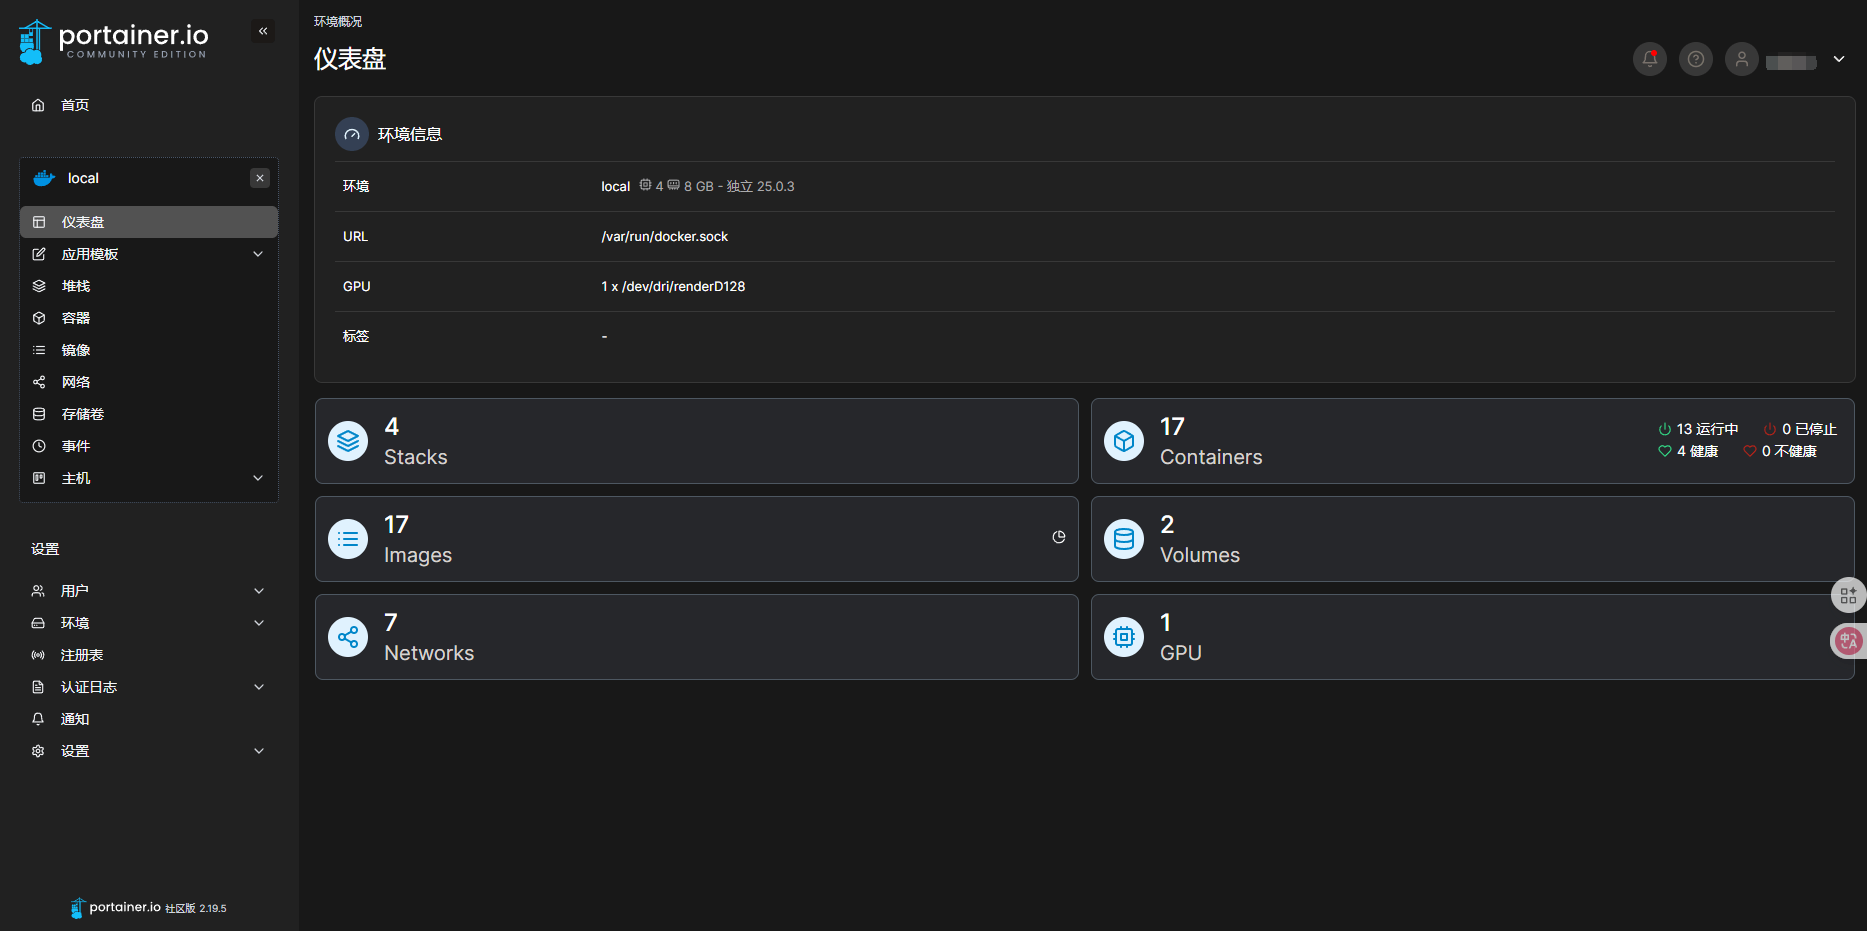 portainer.io
COMMUNITY EDITION
首页
local
仪表盘
应用模板
堆栈
容器
镜像
网络
存储卷
事件
主机
设置
用户
环境
注册表
认证日志
通知
设置
portainer.io 社区版 2.19.5
环境概况
仪表盘
环境信息
环境 local 4 8 GB - 独立 25.0.3
URL /var/run/docker.sock
GPU 1 x /dev/dri/renderD128
标签 -
4
Stacks
17
Containers
13 运行中 0 已停止
4 健康 0 不健康
17
Images
2
Volumes
7
Networks
1
GPU